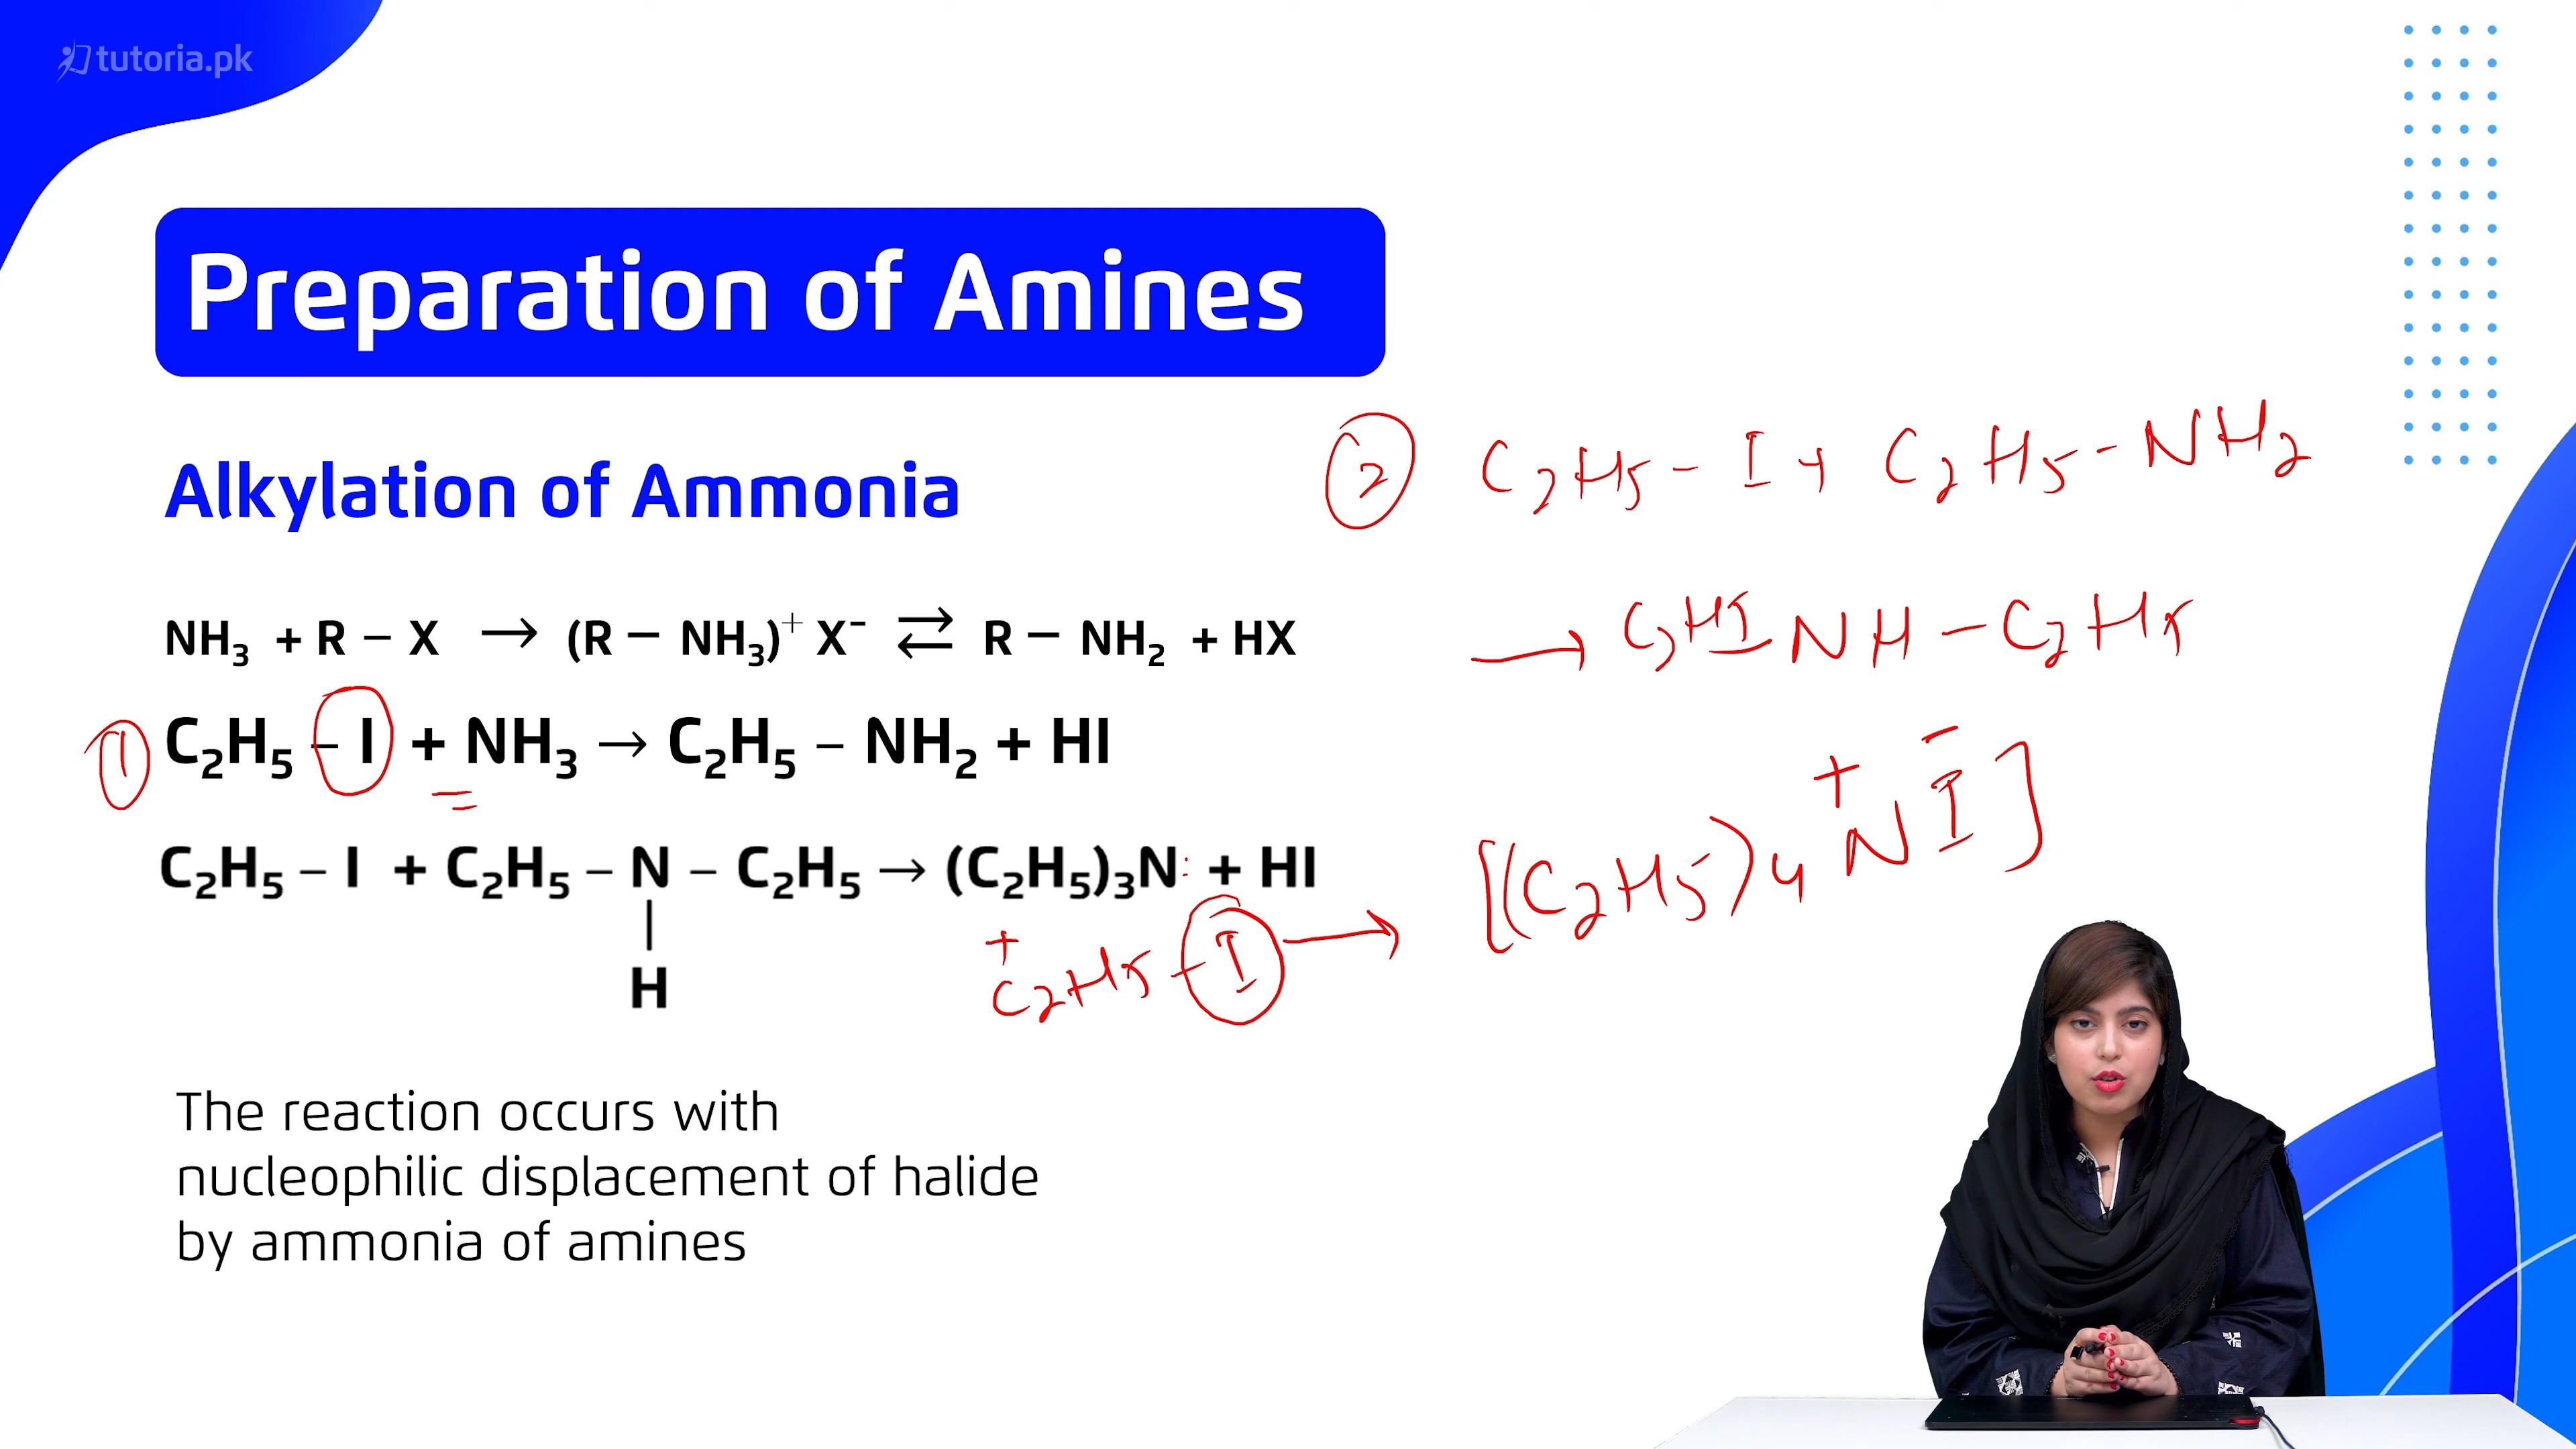 tutoria.pk
Preparation of Amines
Alkylation of Ammonia
NH₃ + R – X → (R – NH₃)⁺ X⁻ ⇄ R – NH₂ + HX
① C₂H₅ – I + NH₃ → C₂H₅ – NH₂ + HI
C₂H₅ – I + C₂H₅ – N – C₂H₅ → (C₂H₅)₃N: + HI
|
H
+ C₂H₅ – I →
The reaction occurs with
nucleophilic displacement of halide
by ammonia of amines
② C₂H₅ – I + C₂H₅ – NH₂
→ C₂H5 NH – C₂H₅
[(C₂H₅)₄ N⁺ I⁻]